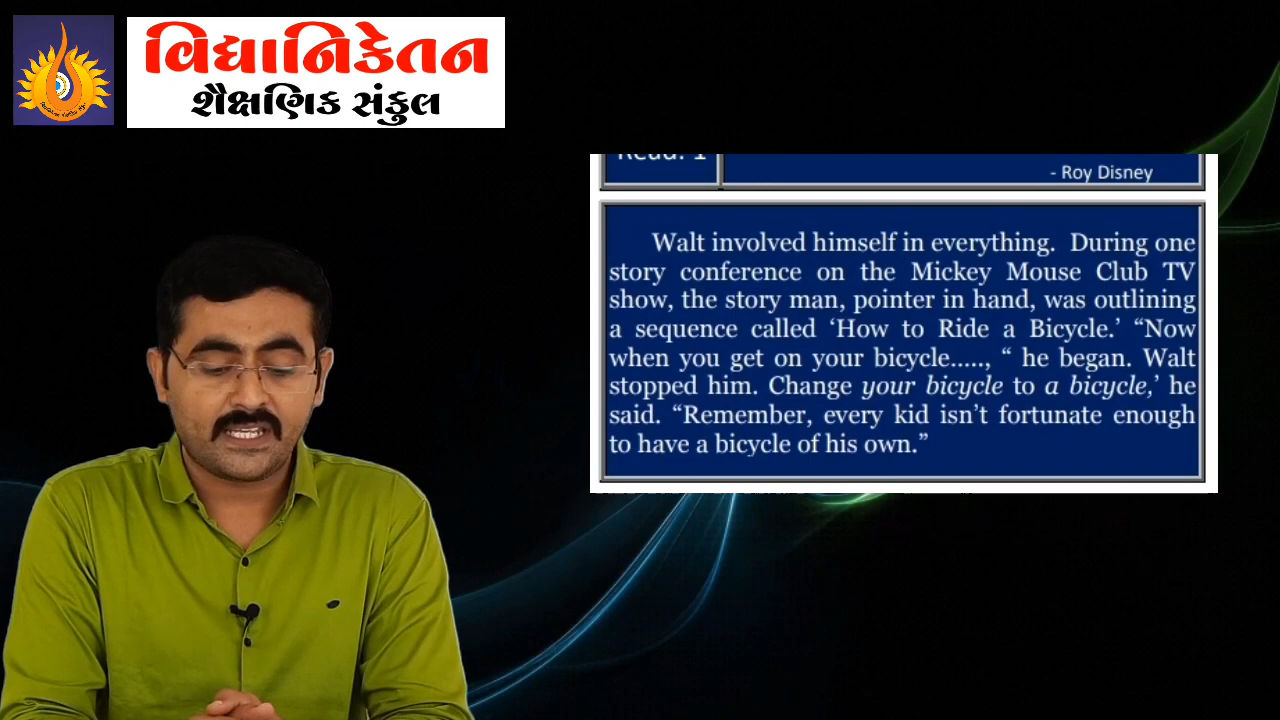 વિદ્યાનિકેતન
શૈક્ષણિક સંકુલ
Read: 1
- Roy Disney
Walt involved himself in everything. During one
story conference on the Mickey Mouse Club TV
show, the story man, pointer in hand, was outlining
a sequence called ‘How to Ride a Bicycle.’ “Now
when you get on your bicycle....., “ he began. Walt
stopped him. Change your bicycle to a bicycle,’ he
said. “Remember, every kid isn’t fortunate enough
to have a bicycle of his own.”